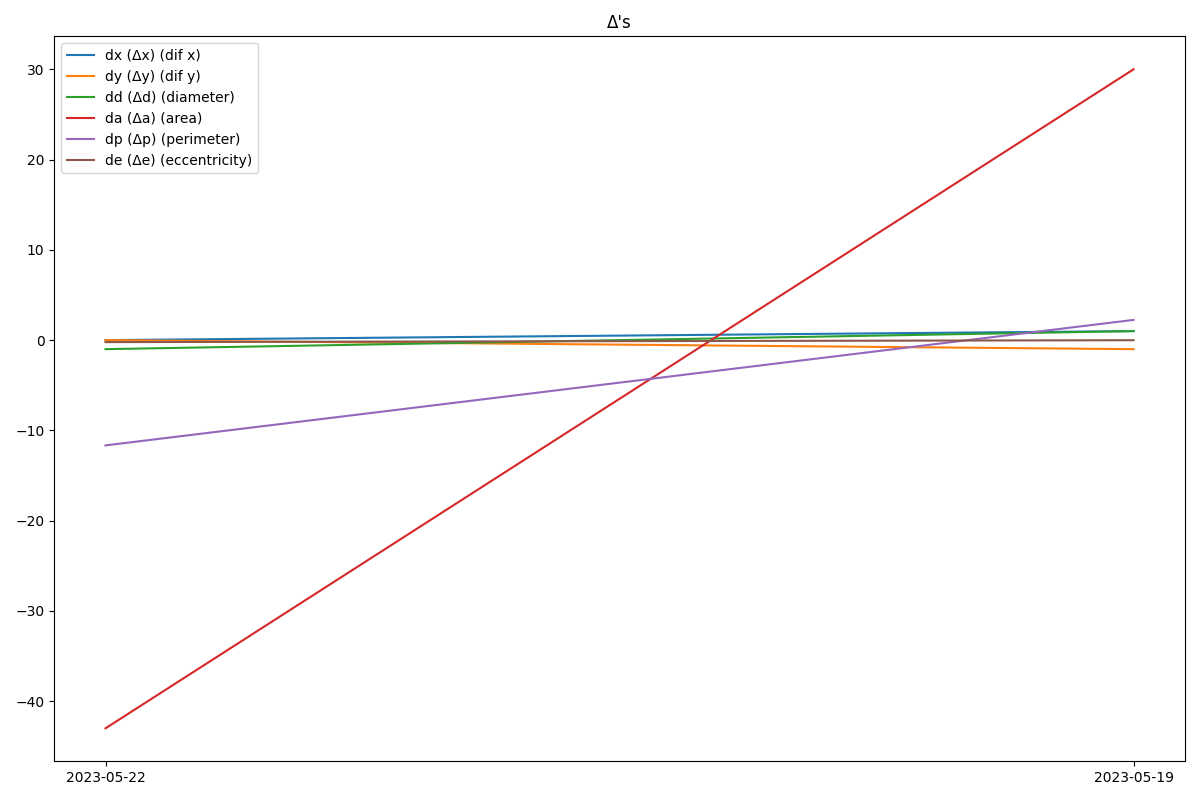 Δ's
dx (Δx) (dif x)
dy (Δy) (dif y)
dd (Δd) (diameter)
da (Δa) (area)
dp (Δp) (perimeter)
de (Δe) (eccentricity)
30
20
10
0
−10
−20
−30
−40
2023-05-22 2023-05-19